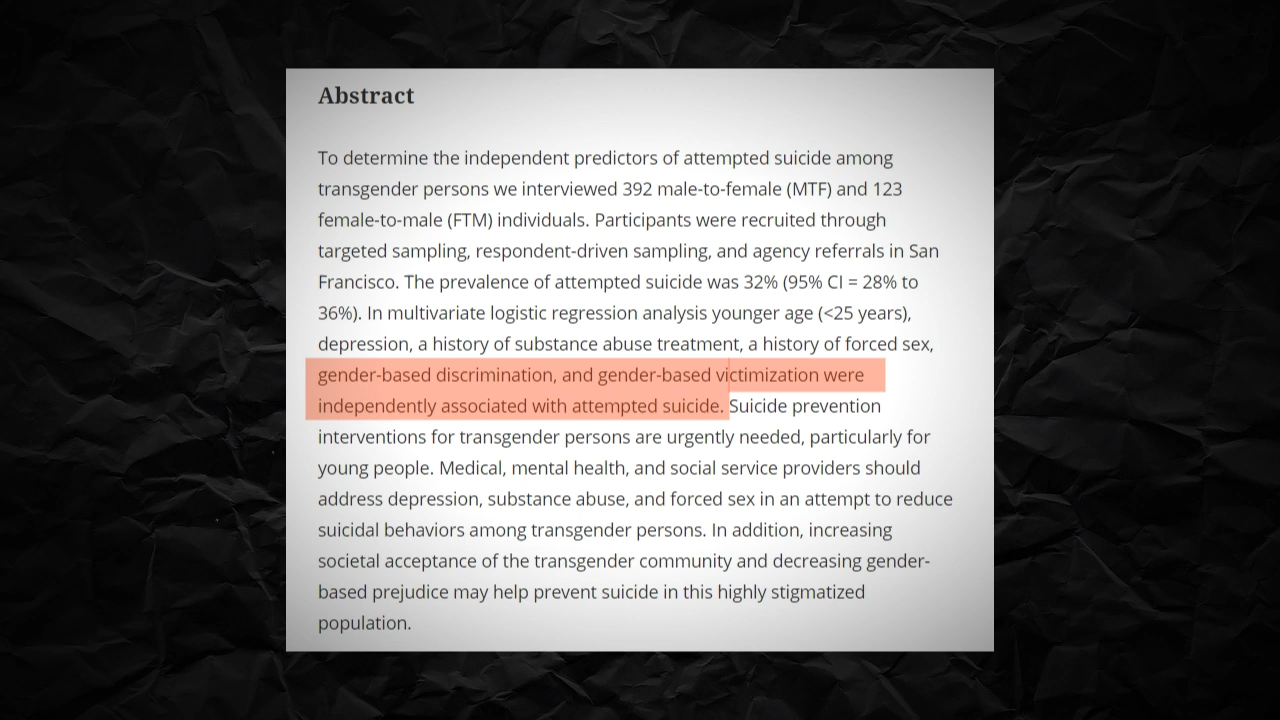 Abstract
To determine the independent predictors of attempted suicide among
transgender persons we interviewed 392 male-to-female (MTF) and 123
female-to-male (FTM) individuals. Participants were recruited through
targeted sampling, respondent-driven sampling, and agency referrals in San
Francisco. The prevalence of attempted suicide was 32% (95% CI = 28% to
36%). In multivariate logistic regression analysis younger age (<25 years),
depression, a history of substance abuse treatment, a history of forced sex,
gender-based discrimination, and gender-based victimization were
independently associated with attempted suicide. Suicide prevention
interventions for transgender persons are urgently needed, particularly for
young people. Medical, mental health, and social service providers should
address depression, substance abuse, and forced sex in an attempt to reduce
suicidal behaviors among transgender persons. In addition, increasing
societal acceptance of the transgender community and decreasing gender-
based prejudice may help prevent suicide in this highly stigmatized
population.